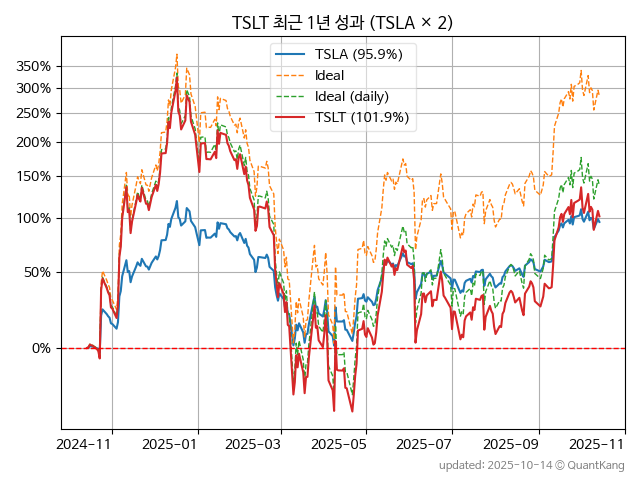 TSLT 최근 1년 성과 (TSLA × 2)
TSLA (95.9%)
Ideal
Ideal (daily)
TSLT (101.9%)
350%
300%
250%
200%
150%
100%
50%
0%
2024-11 2025-01 2025-03 2025-05 2025-07 2025-09 2025-11
updated: 2025-10-14 © QuantKang